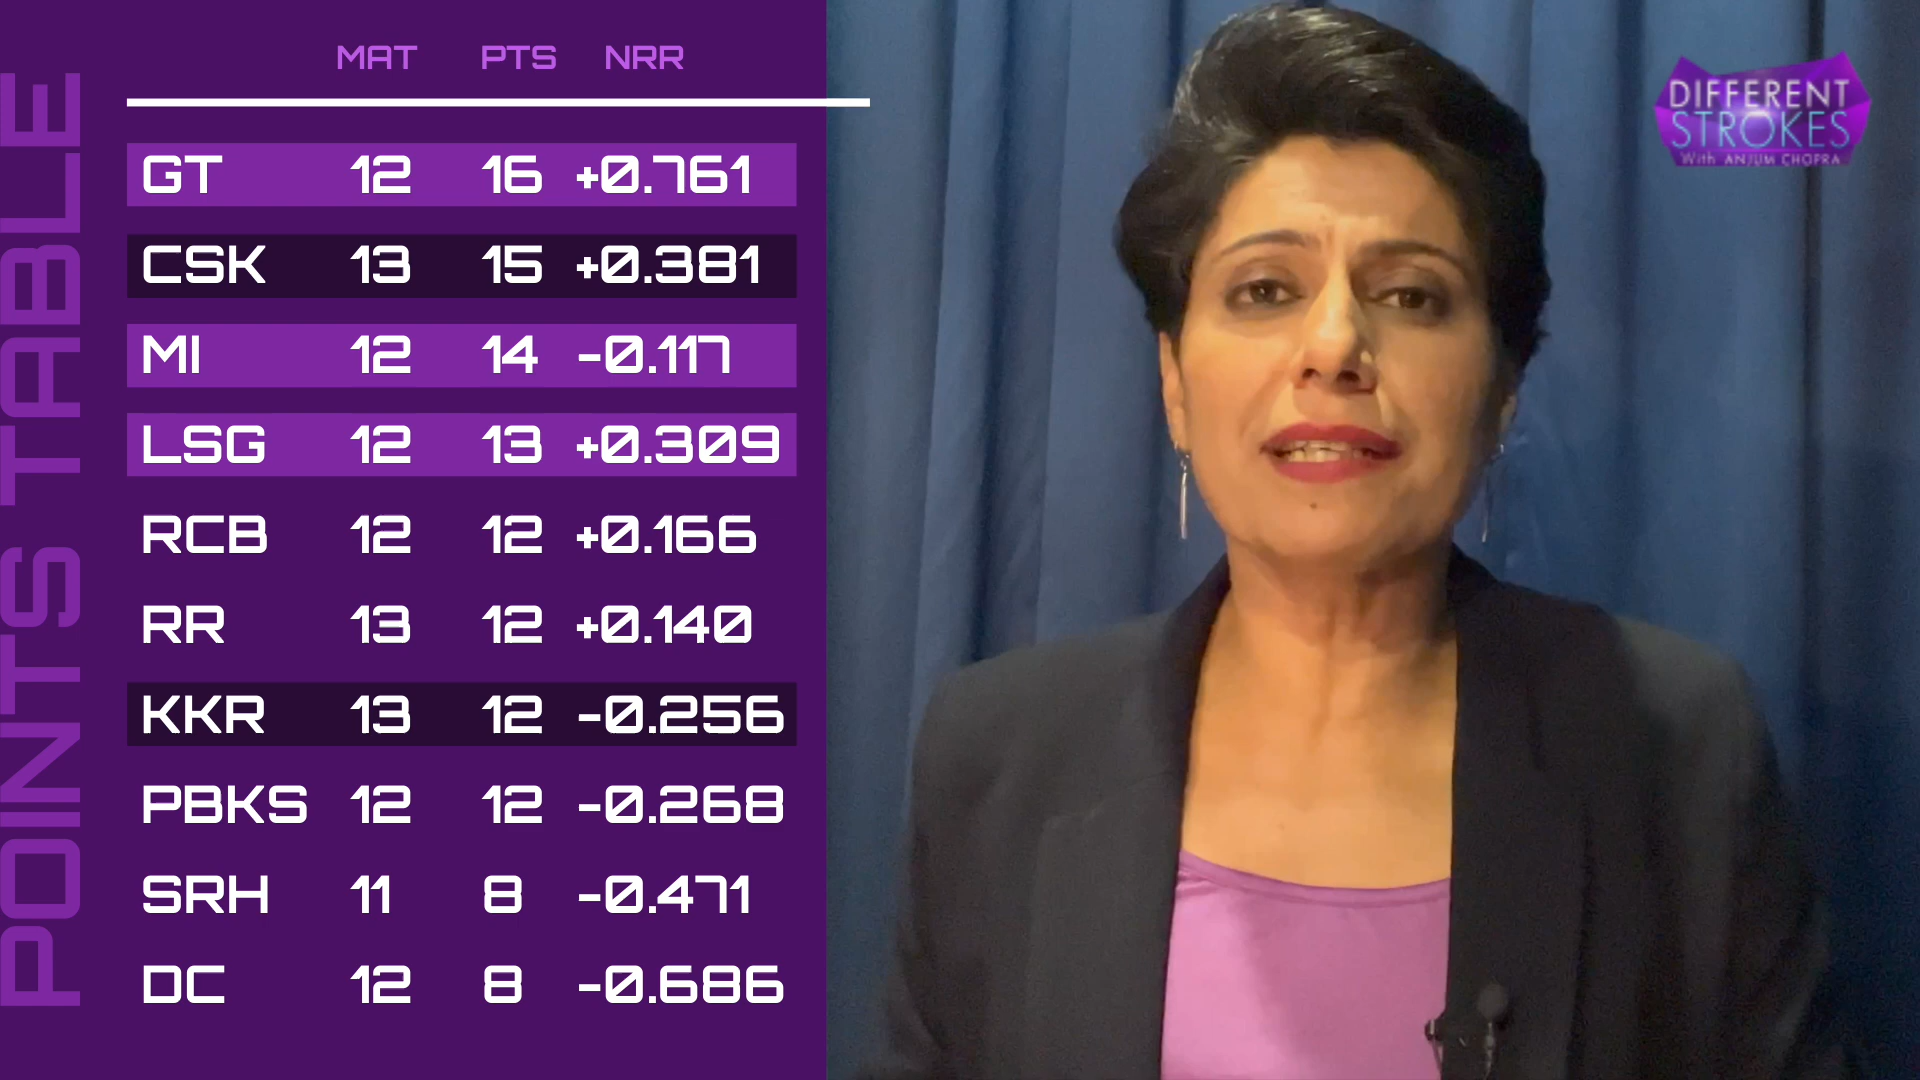 POINTS TABLE
MAT PTS NRR
GT 12 16 +0.761
CSK 13 15 +0.381
MI 12 14 -0.117
LSG 12 13 +0.309
RCB 12 12 +0.166
RR 13 12 +0.140
KKR 13 12 -0.256
PBKS 12 12 -0.268
SRH 11 8 -0.471
DC 12 8 -0.686
DIFFERENT
STROKES
With ANJUM CHOPRA